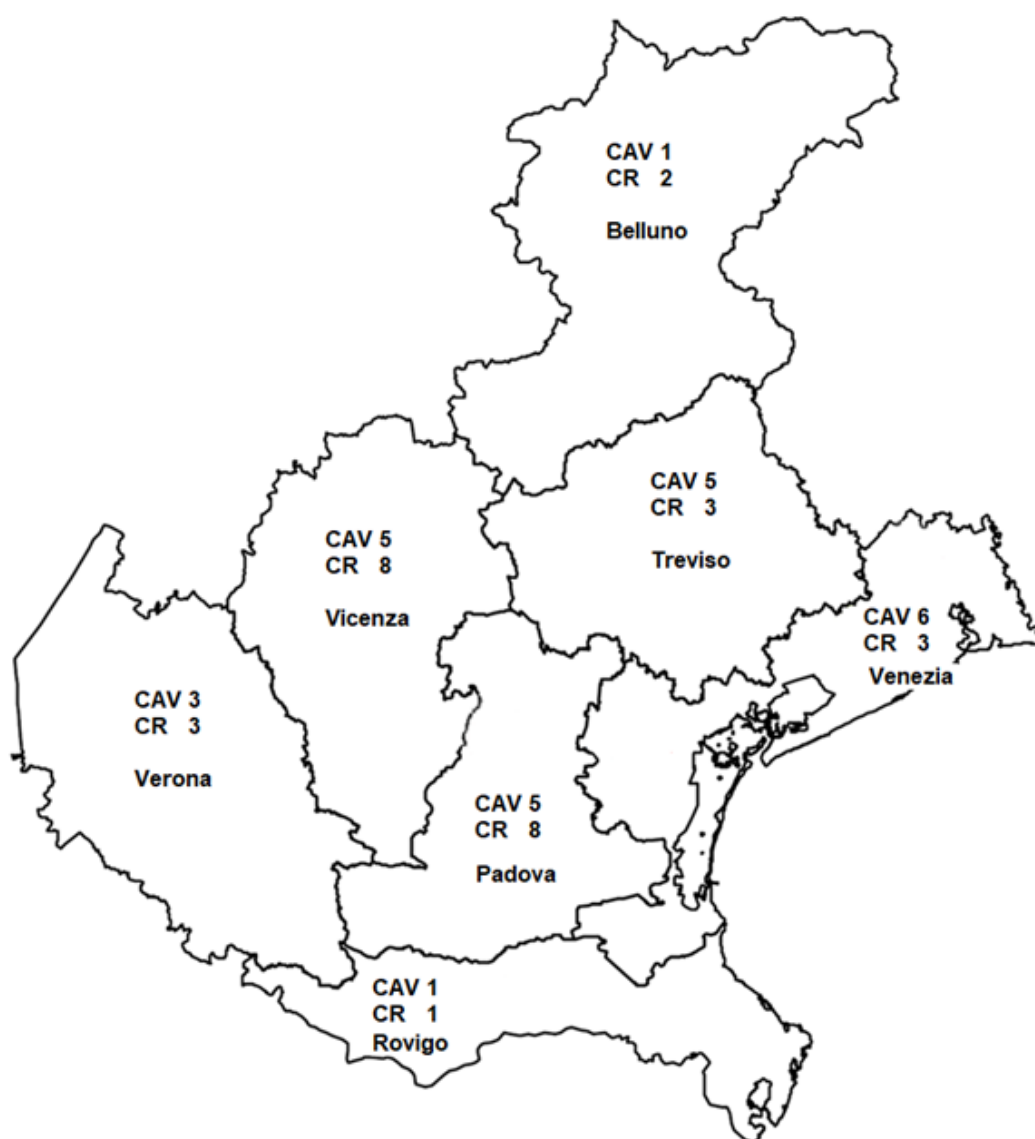 CAV 1
CR 2
Belluno
CAV 5
CR 3
Treviso
CAV 5
CR 8
Vicenza
CAV 6
CR 3
Venezia
CAV 3
CR 3
Verona
CAV 5
CR 8
Padova
CAV 1
CR 1
Rovigo